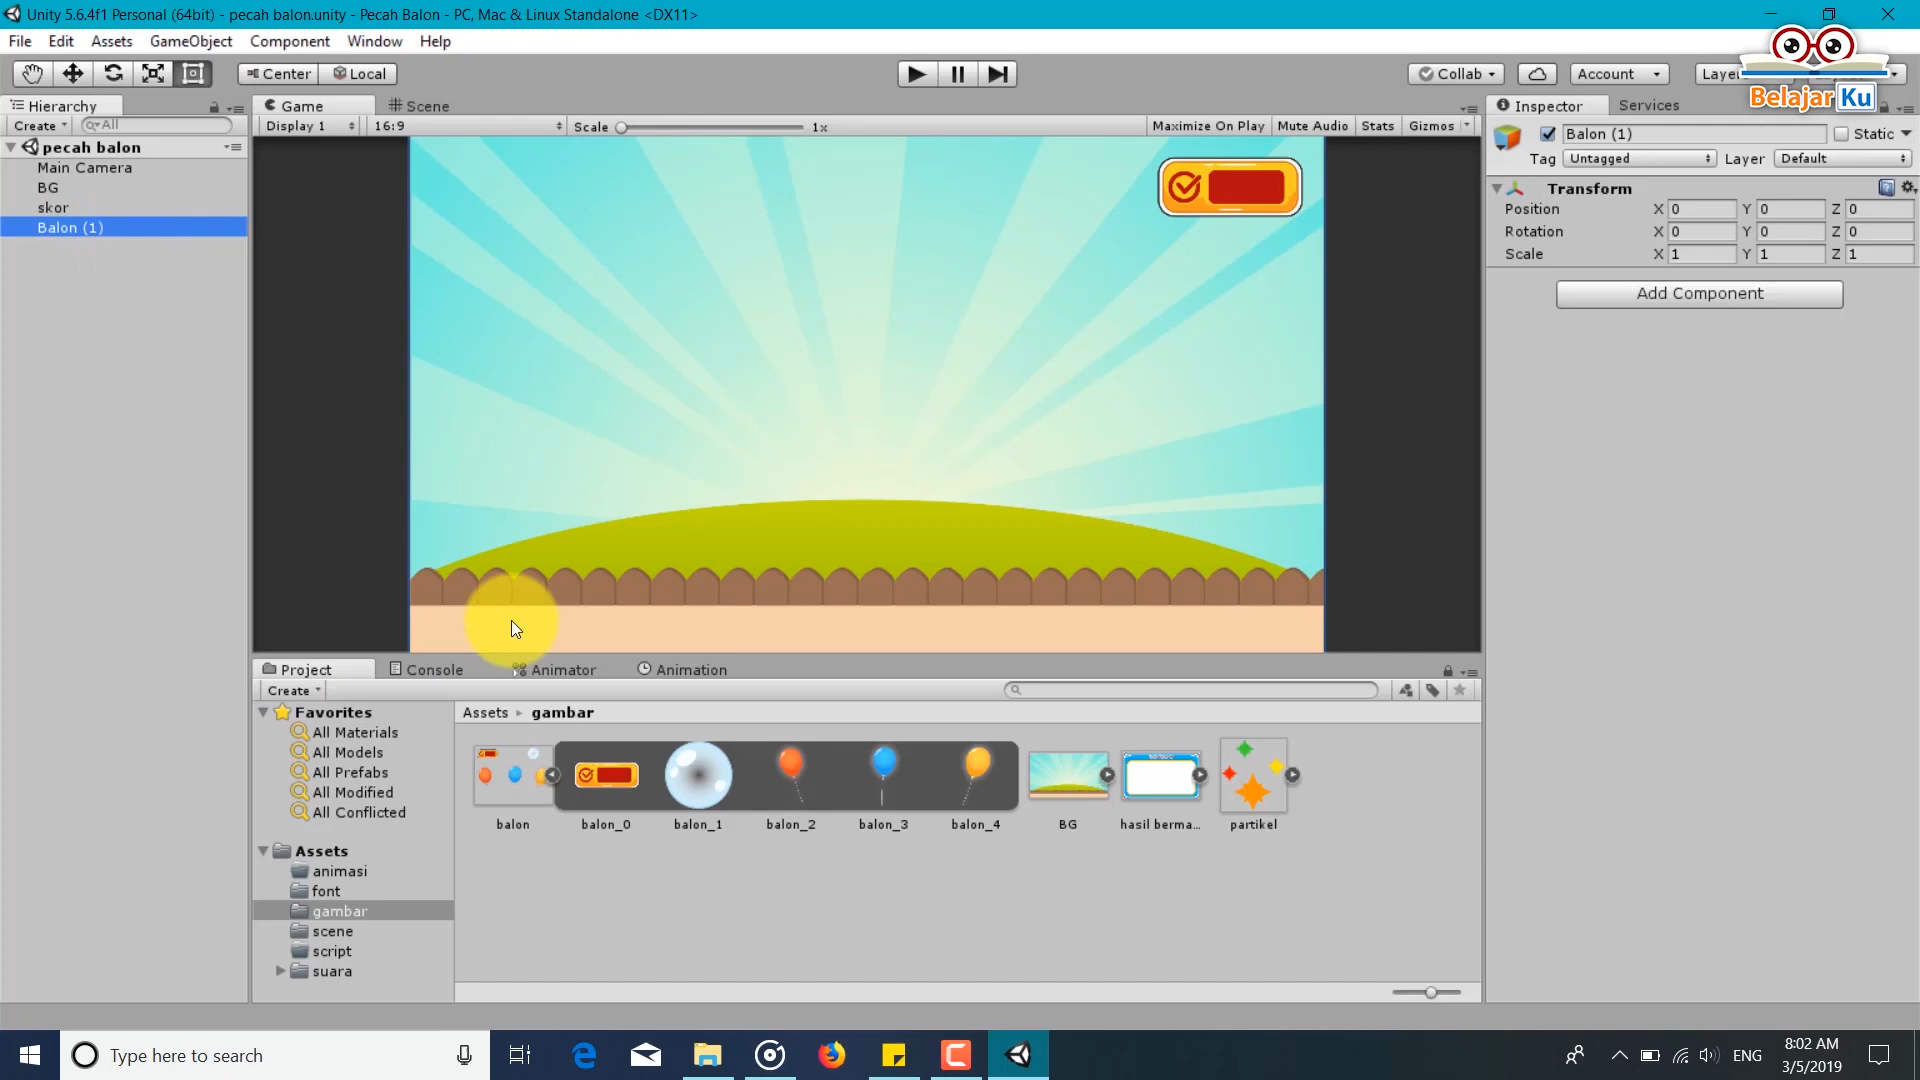 Unity 5.6.4f1 Personal (64bit) - pecah balon.unity - Pecah Balon - PC, Mac & Linux Standalone <DX11>
File Edit Assets GameObject Component Window Help
Center Local Collab Account Layers
Belajar Ku
Hierarchy Game Scene Inspector Services
Create All Display 1 16:9 Scale 1x Maximize On Play Mute Audio Stats Gizmos
pecah balon
Main Camera
BG
skor
Balon (1)
Balon (1) Static
Tag Untagged Layer Default
Transform
Position X 0 Y 0 Z 0
Rotation X 0 Y 0 Z 0
Scale X 1 Y 1 Z 1
Add Component
Project Console Animator Animation
Create
Favorites
All Materials
All Models
All Prefabs
All Modified
All Conflicted
Assets
animasi
font
gambar
scene
script
suara
Assets gambar
balon balon_0 balon_1 balon_2 balon_3 balon_4 BG hasil berma... partikel
Type here to search
ENG
8:02 AM
3/5/2019